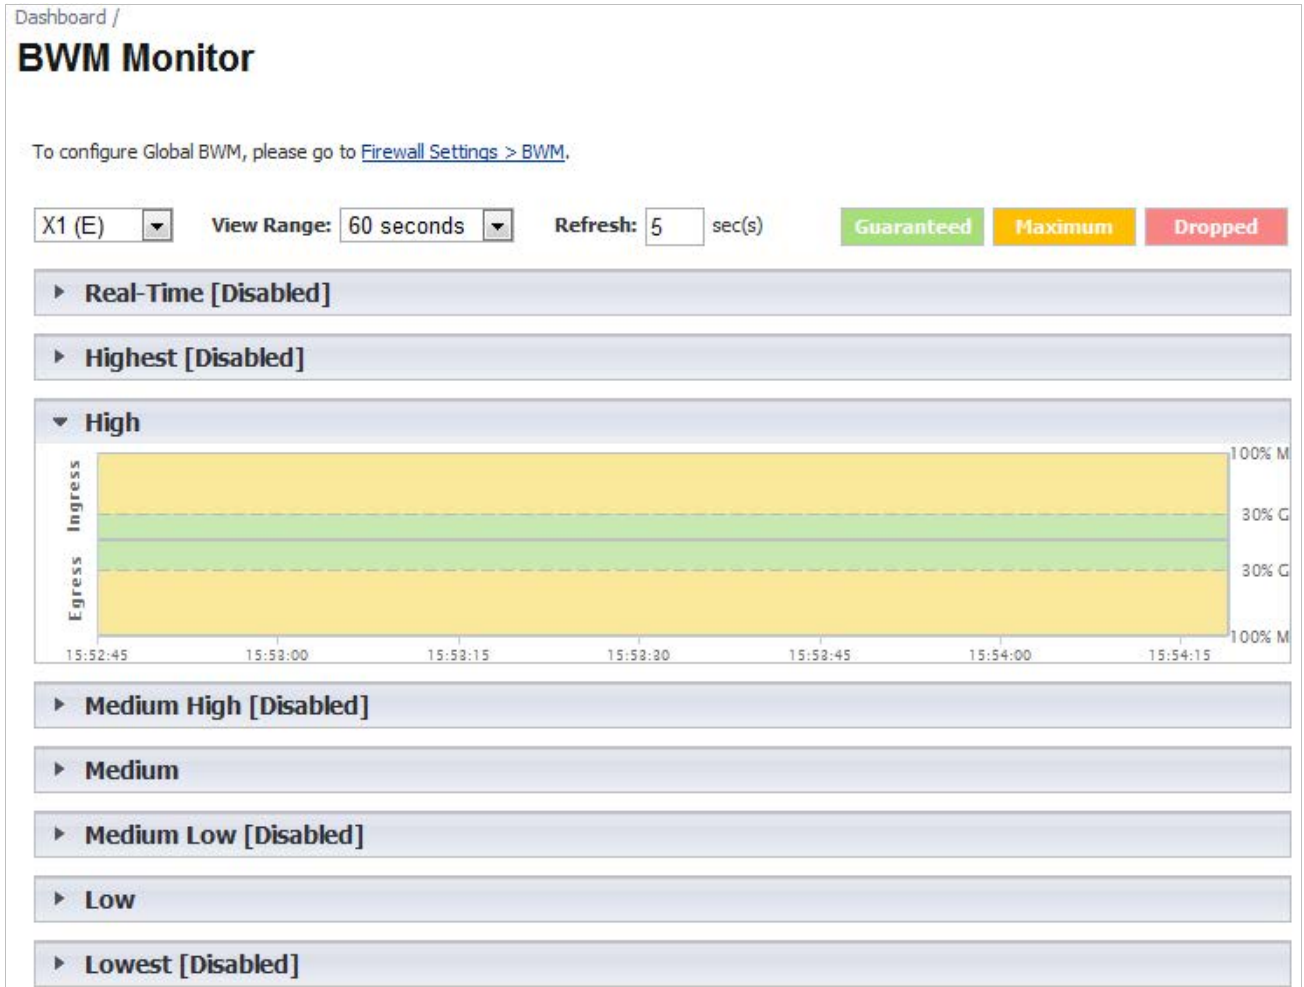 Dashboard /
BWM Monitor
To configure Global BWM, please go to Firewall Settings > BWM.
X1 (E) View Range: 60 seconds Refresh: 5 sec(s) Guaranteed Maximum Dropped
Real-Time [Disabled]
Highest [Disabled]
High
Ingress
Egress
100% M
30% G
30% G
100% M
15:52:45 15:53:00 15:53:15 15:53:30 15:53:45 15:54:00 15:54:15
Medium High [Disabled]
Medium
Medium Low [Disabled]
Low
Lowest [Disabled]